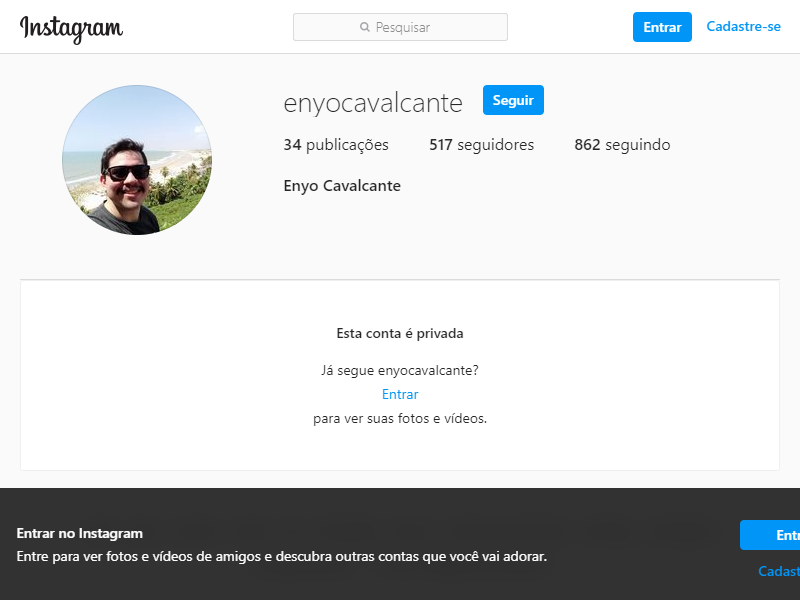 Instagram
Pesquisar
Entrar
Cadastre-se
enyocavalcante
Seguir
34 publicações 517 seguidores 862 seguindo
Enyo Cavalcante
Esta conta é privada
Já segue enyocavalcante?
Entrar
para ver suas fotos e vídeos.
Entrar no Instagram
Entre para ver fotos e vídeos de amigos e descubra outras contas que você vai adorar.
Entr
Cadast